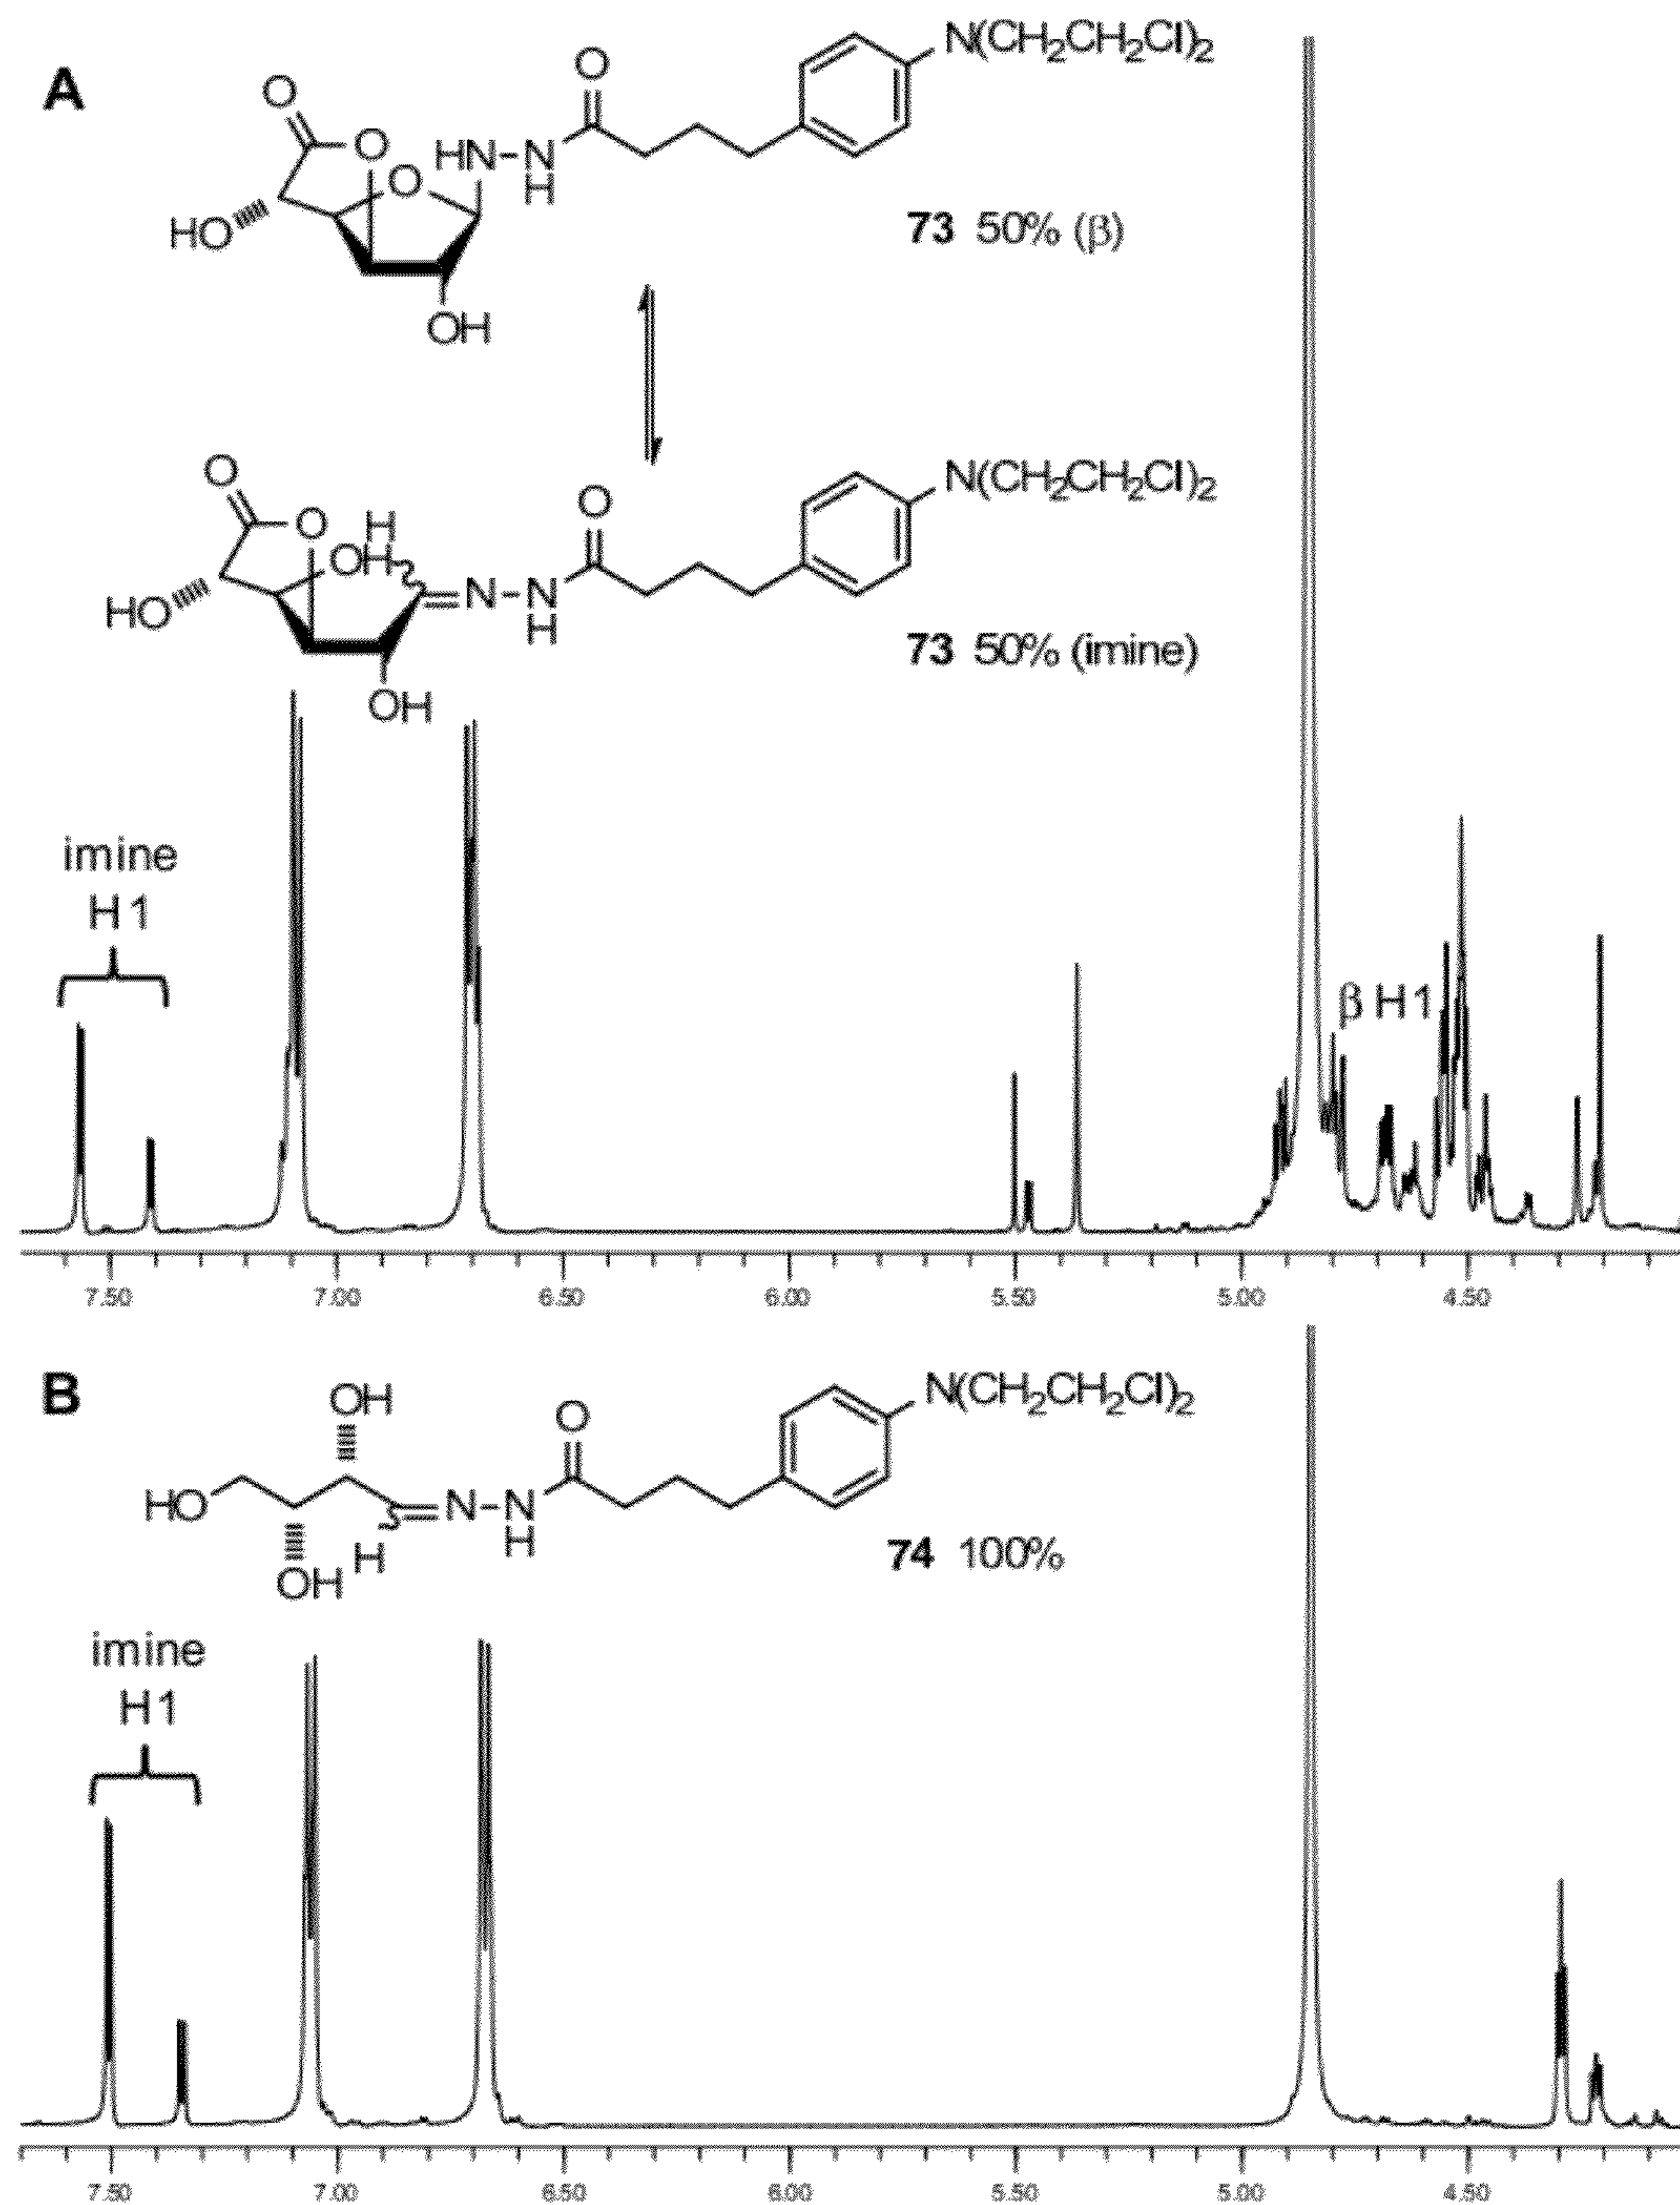 A
N(CH₂CH₂Cl)₂
O
O
O
HN-N
H
O
HO
OH
73 50% (β)
N(CH₂CH₂Cl)₂
O
O
O
H
OH
N-N
H
HO
OH
73 50% (imine)
imine
H1
β H1
7.50 7.00 6.50 6.00 5.50 5.00 4.50
B
N(CH₂CH₂Cl)₂
OH
O
HO
N-N
H
H
OH
74 100%
imine
H1
7.50 7.00 6.50 6.00 5.50 5.00 4.50